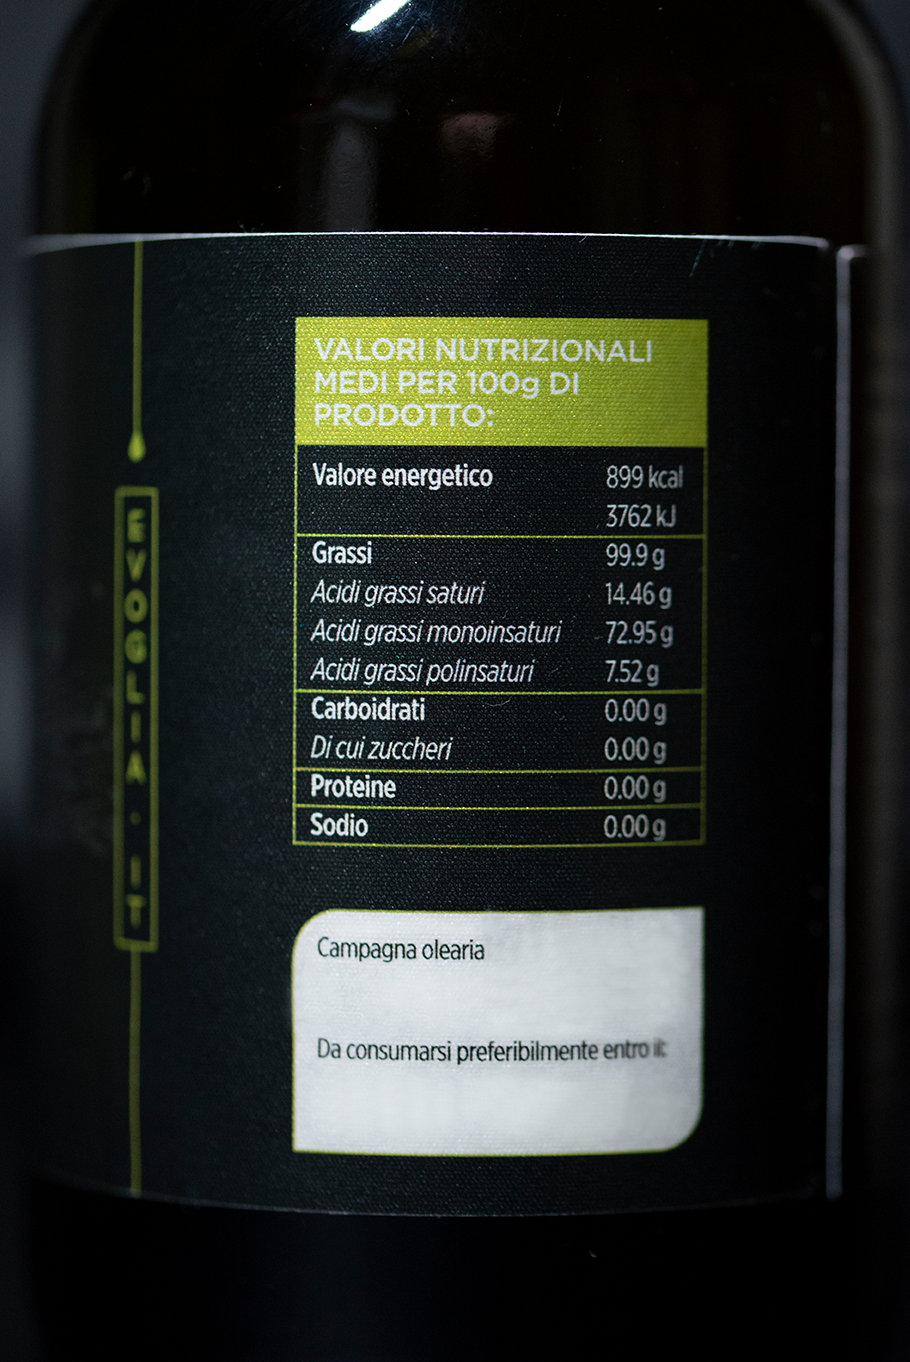 VALORI NUTRIZIONALI
MEDI PER 100g DI
PRODOTTO:
Valore energetico 899 kcal
3762 kJ
Grassi 99.9 g
Acidi grassi saturi 14.46 g
Acidi grassi monoinsaturi 72.95 g
Acidi grassi polinsaturi 7.52 g
Carboidrati 0.00 g
Di cui zuccheri 0.00 g
Proteine 0.00 g
Sodio 0.00 g
EVOGLIA·IT
Campagna olearia
Da consumarsi preferibilmente entro il: